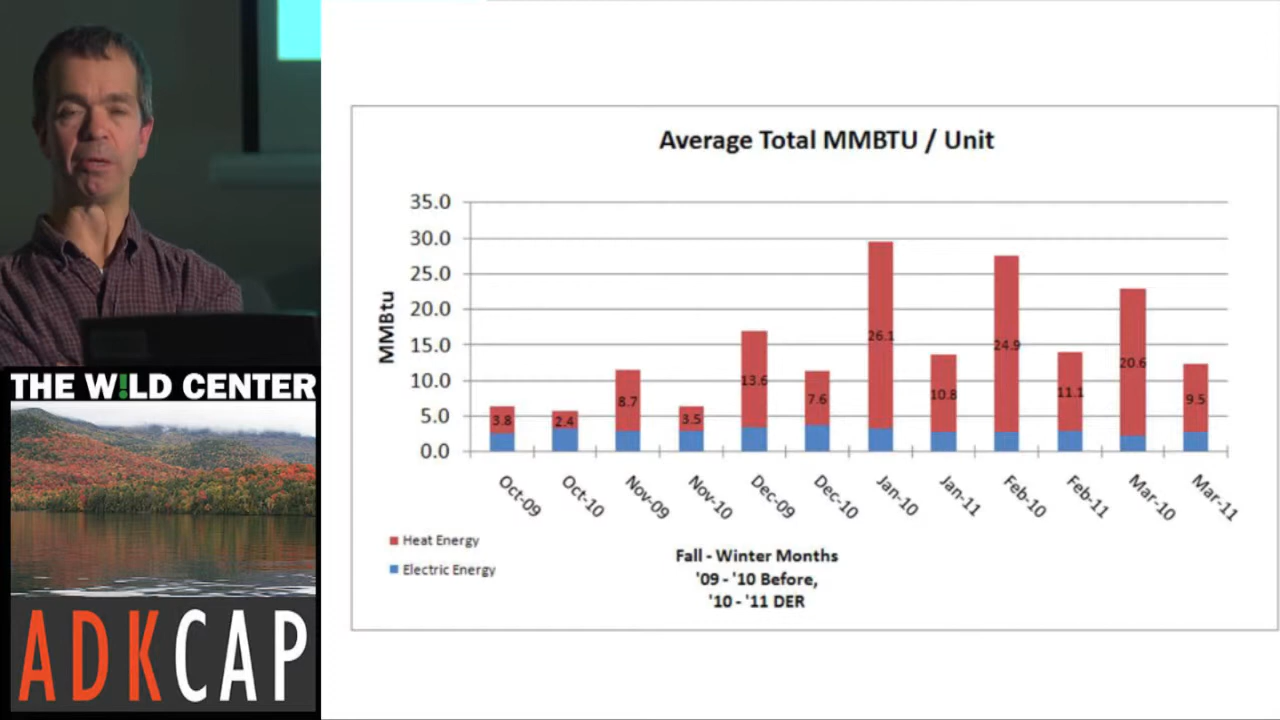 THE W!LD CENTER
ADKCAP
Average Total MMBTU / Unit
MMBtu
35.0
30.0
25.0
20.0
15.0
10.0
5.0
0.0
3.8
2.4
8.7
3.5
13.6
7.6
26.1
10.8
24.9
11.1
20.6
9.5
Oct-09
Oct-10
Nov-09
Nov-10
Dec-09
Dec-10
Jan-10
Jan-11
Feb-10
Feb-11
Mar-10
Mar-11
Heat Energy
Electric Energy
Fall - Winter Months
'09 - '10 Before,
'10 - '11 DER